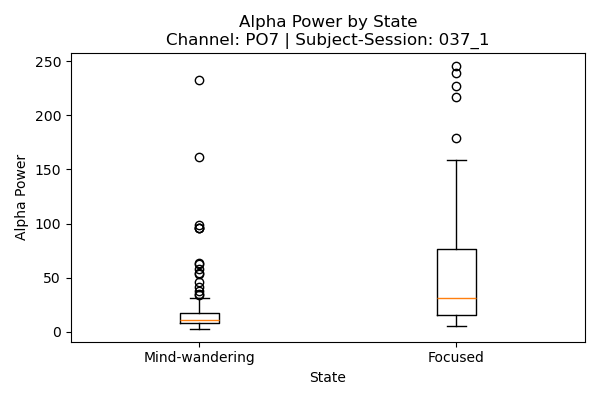 Alpha Power by State
Channel: PO7 | Subject-Session: 037_1
250
200
150
100
50
0
Alpha Power
Mind-wandering
Focused
State